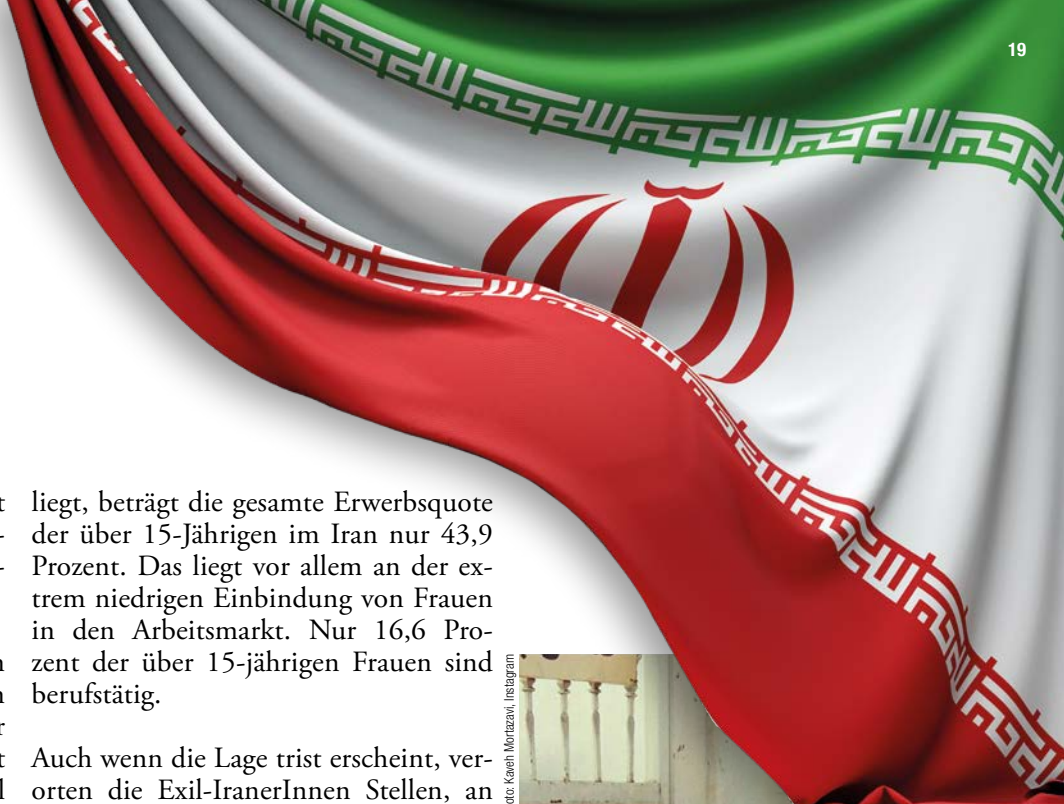 19
liegt, beträgt die gesamte Erwerbsquote
der über 15-Jährigen im Iran nur 43,9
Prozent. Das liegt vor allem an der ex-
trem niedrigen Einbindung von Frauen
in den Arbeitsmarkt. Nur 16,6 Pro-
zent der über 15-jährigen Frauen sind
berufstätig.
Auch wenn die Lage trist erscheint, ver-
orten die Exil-IranerInnen Stellen, an
oto: Kaveh Mortazavi, Instagram